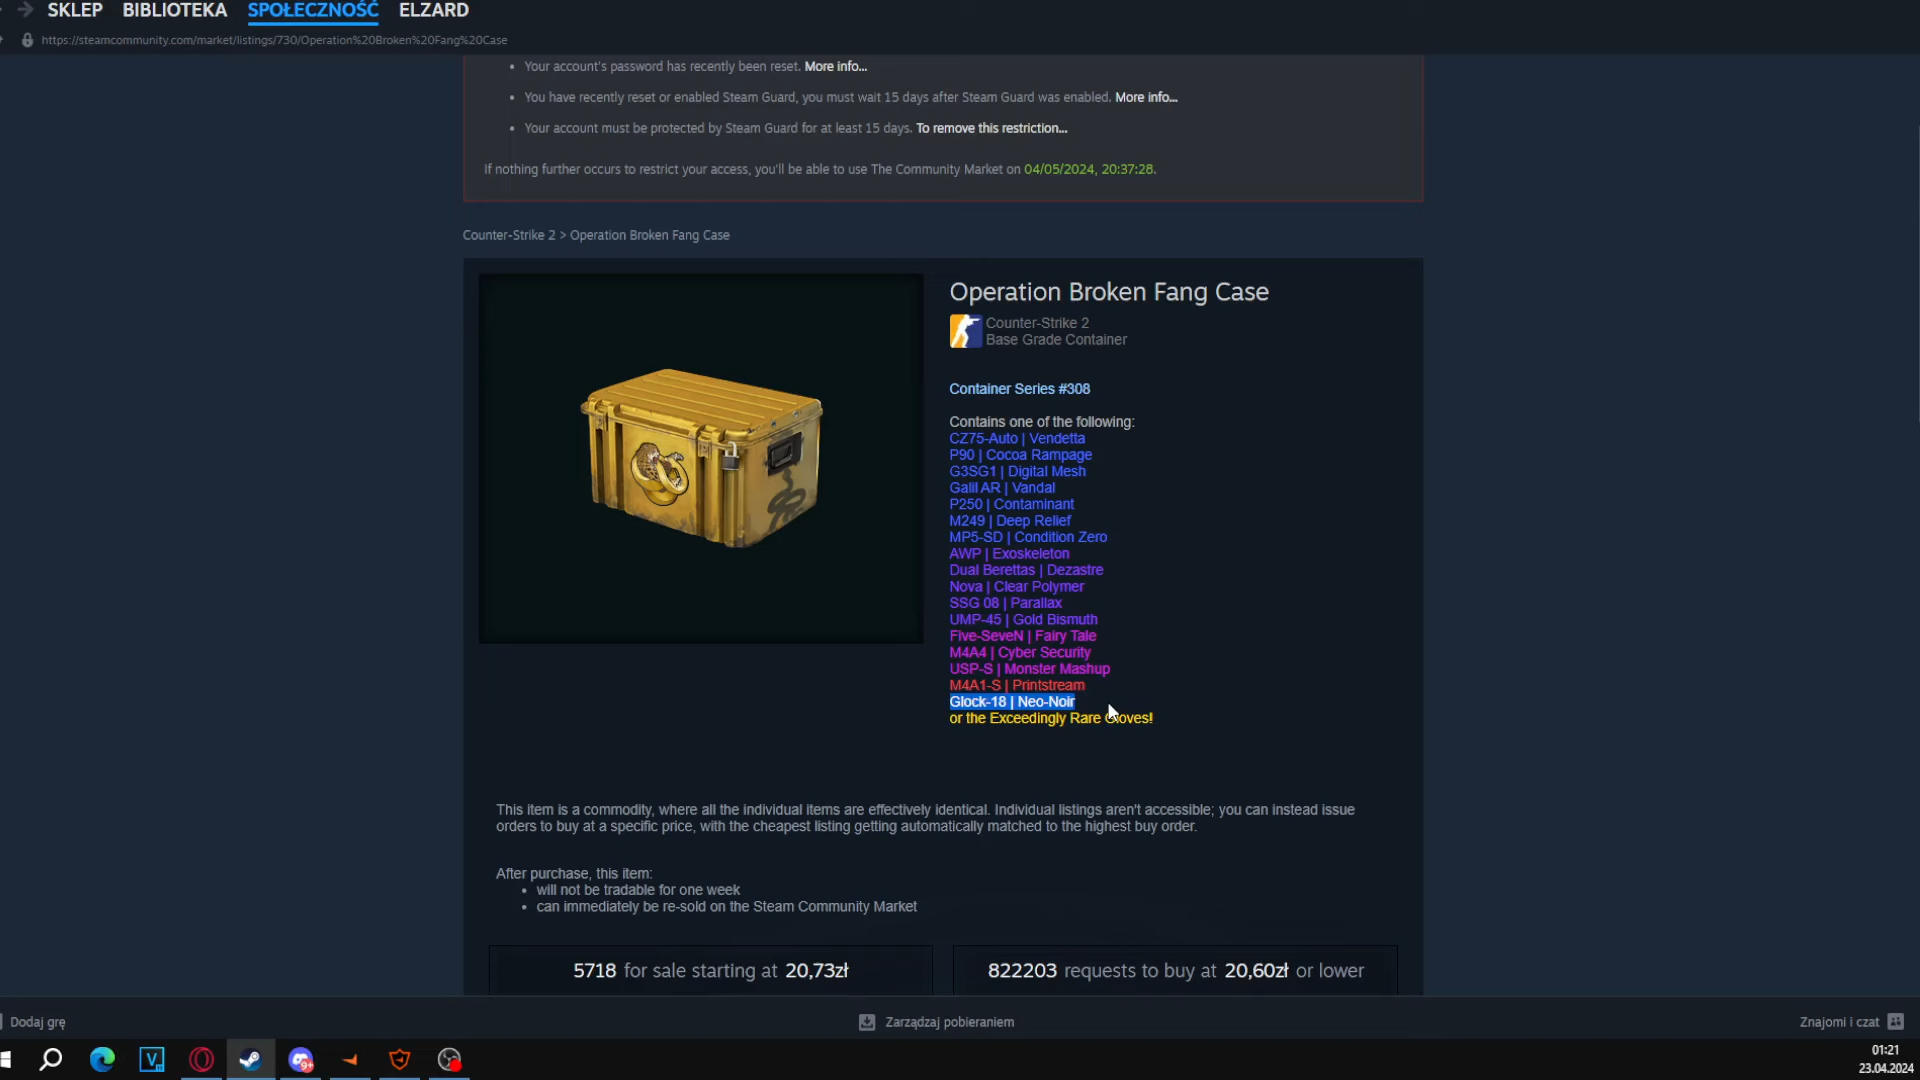 SKLEP BIBLIOTEKA SPOŁECZNOŚĆ ELZARD
https://steamcommunity.com/market/listings/730/Operation%20Broken%20Fang%20Case
• Your account's password has recently been reset. More info...
• You have recently reset or enabled Steam Guard, you must wait 15 days after Steam Guard was enabled. More info...
• Your account must be protected by Steam Guard for at least 15 days. To remove this restriction...
If nothing further occurs to restrict your access, you'll be able to use The Community Market on 04/05/2024, 20:37:28.
Counter-Strike 2 > Operation Broken Fang Case
Operation Broken Fang Case
Counter-Strike 2
Base Grade Container
Container Series #308
Contains one of the following:
CZ75-Auto | Vendetta
P90 | Cocoa Rampage
G3SG1 | Digital Mesh
Galil AR | Vandal
P250 | Contaminant
M249 | Deep Relief
MP5-SD | Condition Zero
AWP | Exoskeleton
Dual Berettas | Dezastre
Nova | Clear Polymer
SSG 08 | Parallax
UMP-45 | Gold Bismuth
Five-SeveN | Fairy Tale
M4A4 | Cyber Security
USP-S | Monster Mashup
M4A1-S | Printstream
Glock-18 | Neo-Noir
or the Exceedingly Rare Gloves!
This item is a commodity, where all the individual items are effectively identical. Individual listings aren't accessible; you can instead issue
orders to buy at a specific price, with the cheapest listing getting automatically matched to the highest buy order.
After purchase, this item:
• will not be tradable for one week
• can immediately be re-sold on the Steam Community Market
5718 for sale starting at 20,73zł
822203 requests to buy at 20,60zł or lower
Dodaj grę
Zarządzaj pobieraniem
Znajomi i czat
V
9+
01:21
23.04.2024